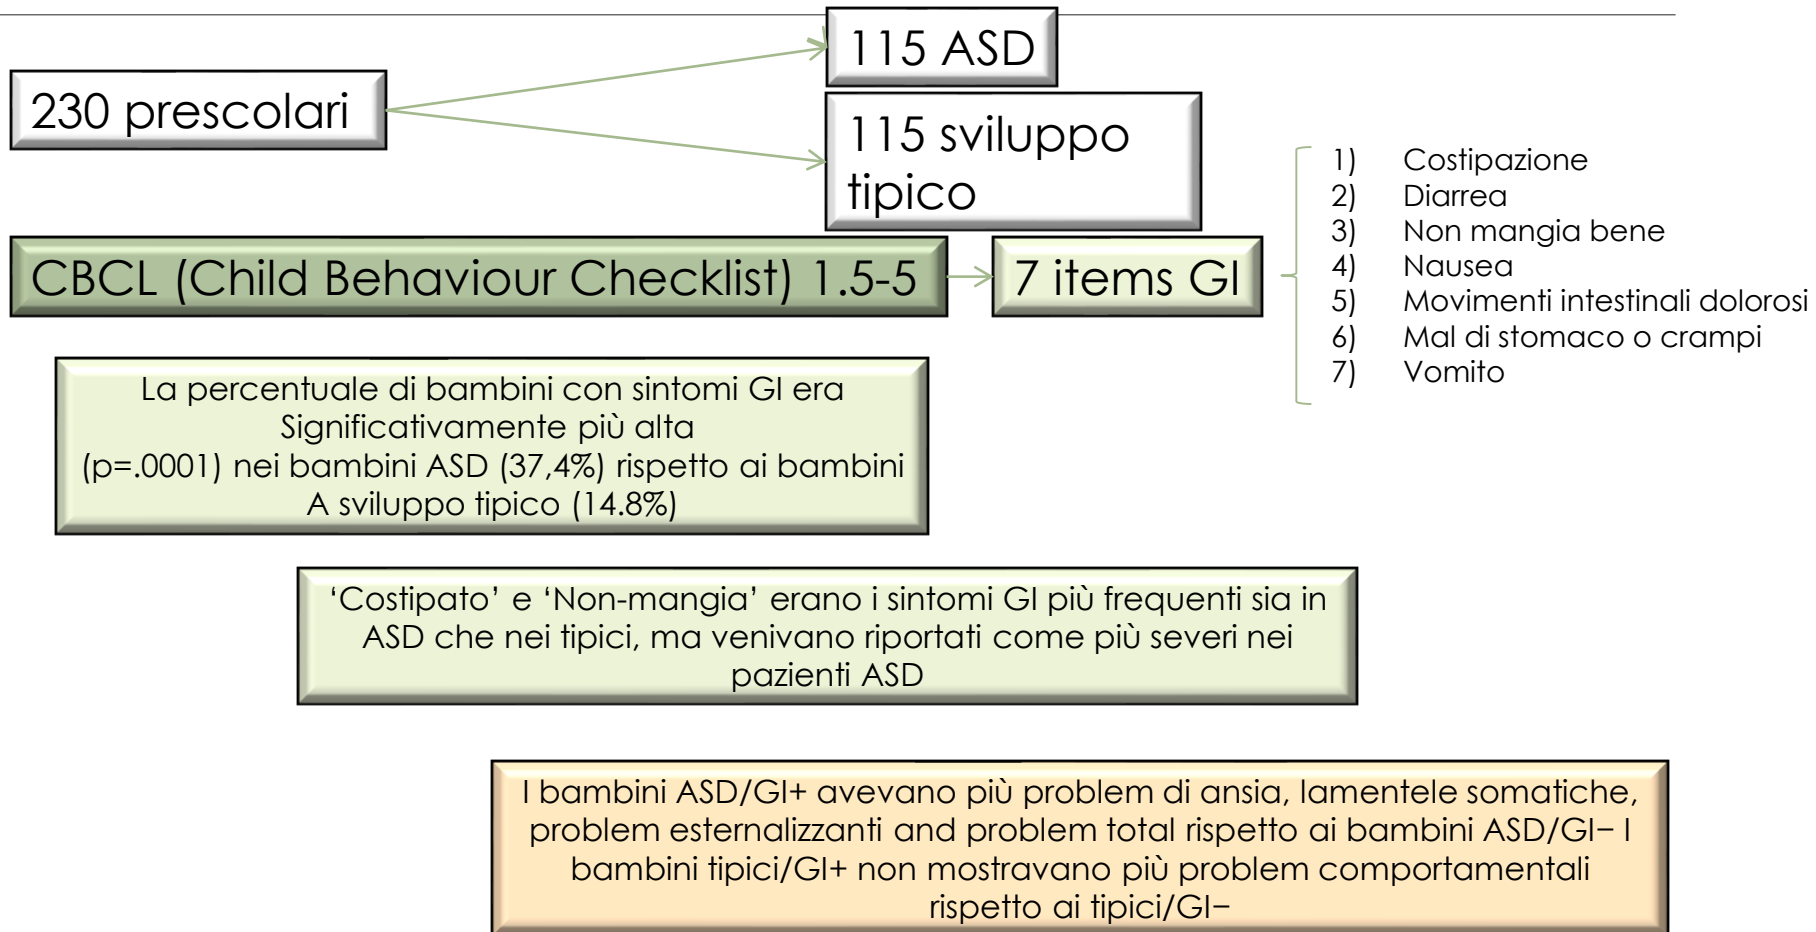 115 ASD
230 prescolari
115 sviluppo
tipico
CBCL (Child Behaviour Checklist) 1.5-5
7 items GI
1) Costipazione
2) Diarrea
3) Non mangia bene
4) Nausea
5) Movimenti intestinali dolorosi
6) Mal di stomaco o crampi
7) Vomito
La percentuale di bambini con sintomi GI era
Significativamente più alta
(p=.0001) nei bambini ASD (37,4%) rispetto ai bambini
A sviluppo tipico (14.8%)
‘Costipato’ e ‘Non-mangia’ erano i sintomi GI più frequenti sia in
ASD che nei tipici, ma venivano riportati come più severi nei
pazienti ASD
I bambini ASD/GI+ avevano più problem di ansia, lamentele somatiche,
problem esternalizzanti and problem total rispetto ai bambini ASD/GI− I
bambini tipici/GI+ non mostravano più problem comportamentali
rispetto ai tipici/GI−